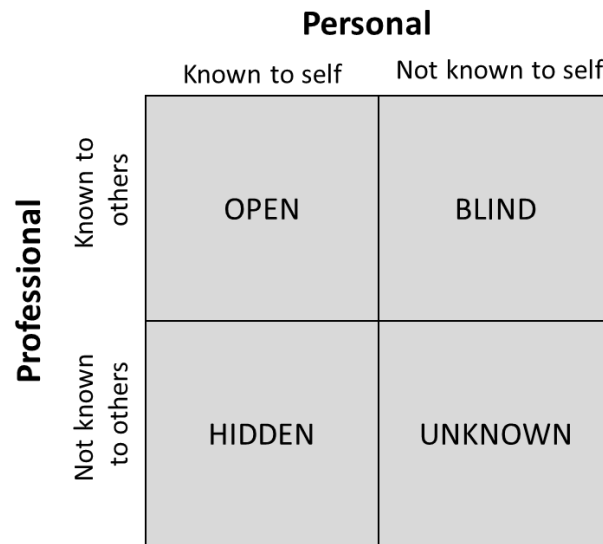 Personal
Known to self
Not known to self
Professional
Known to
others
OPEN
BLIND
Not known
to others
HIDDEN
UNKNOWN